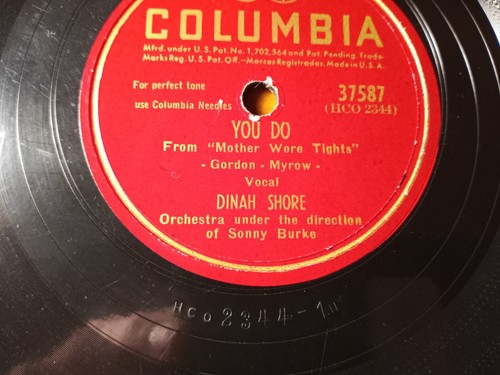 COLUMBIA
Mfrd. under U.S. Pat. No. 1,702,564 and Pat. Pending. Trade-
Marks Reg. U.S. Pat. Off.—Marcas Registradas. Made in U.S.A.
For perfect tone
use Columbia Needles
37587
(HCO 2344)
YOU DO
From "Mother Wore Tights"
- Gordon - Myrow -
Vocal
DINAH SHORE
Orchestra under the direction
of Sonny Burke
HCO2344-1